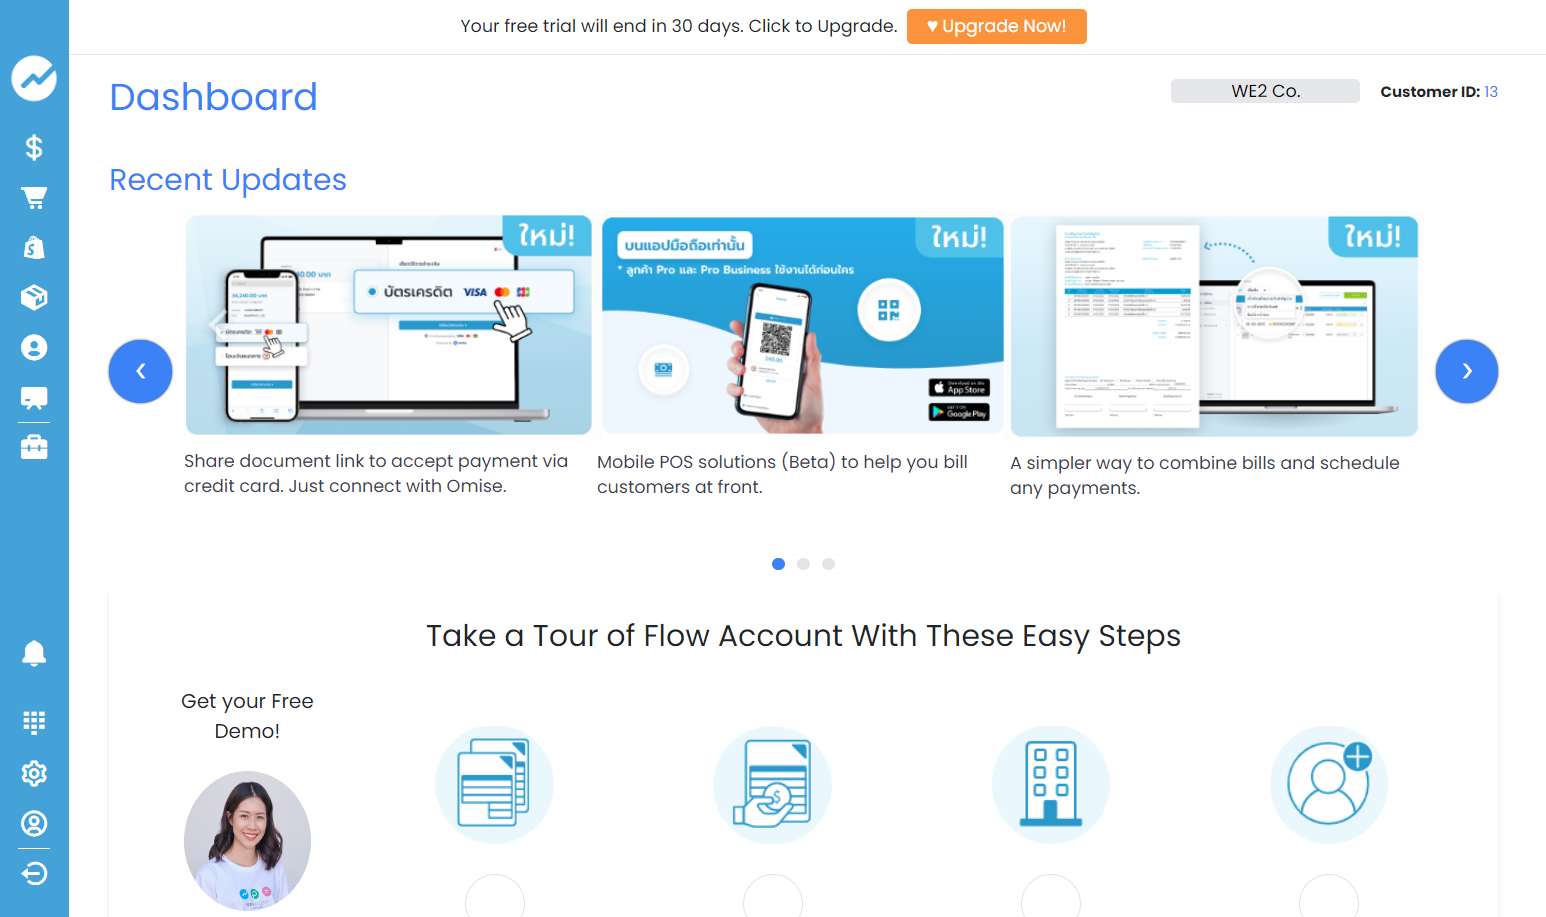 Your free trial will end in 30 days. Click to Upgrade.
♥ Upgrade Now!
Dashboard
WE2 Co.
Customer ID: 13
Recent Updates
ใหม่!
บัตรเครดิต VISA
ใหม่!
บนแอปมือถือเท่านั้น
* ลูกค้า Pro และ Pro Business ใช้งานได้ก่อนใคร
Download on the
App Store
GET IT ON
Google Play
ใหม่!
Share document link to accept payment via
credit card. Just connect with Omise.
Mobile POS solutions (Beta) to help you bill
customers at front.
A simpler way to combine bills and schedule
any payments.
Take a Tour of Flow Account With These Easy Steps
Get your Free
Demo!